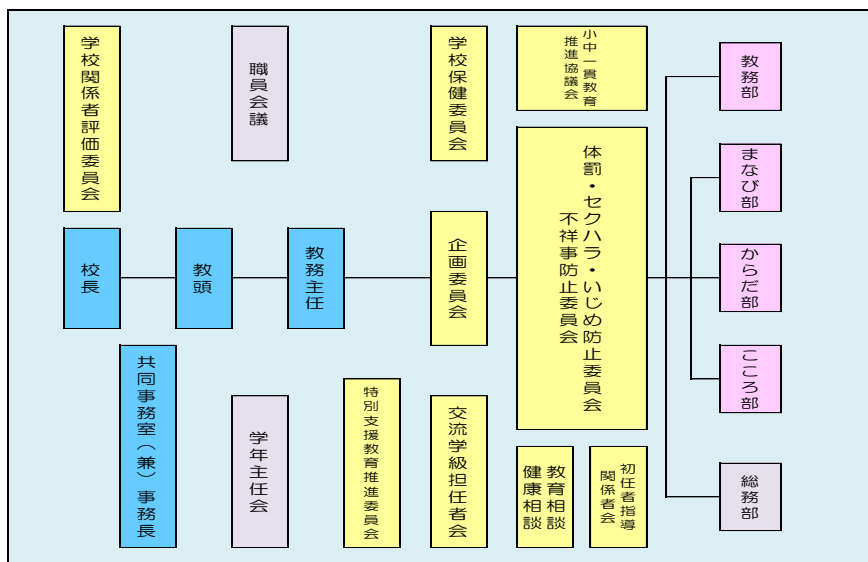 学校関係者評価委員会
職員会議
学校保健委員会
小中一貫教育
推進協議会
教務部
体罰・セクハラ・いじめ防止委員会
不祥事防止委員会
まなび部
校長
教頭
教務主任
企画委員会
からだ部
こころ部
共同事務室（兼）事務長
学年主任会
特別支援教育推進委員会
交流学級担任者会
教育相談
健康相談
初任者指導
関係者会
総務部